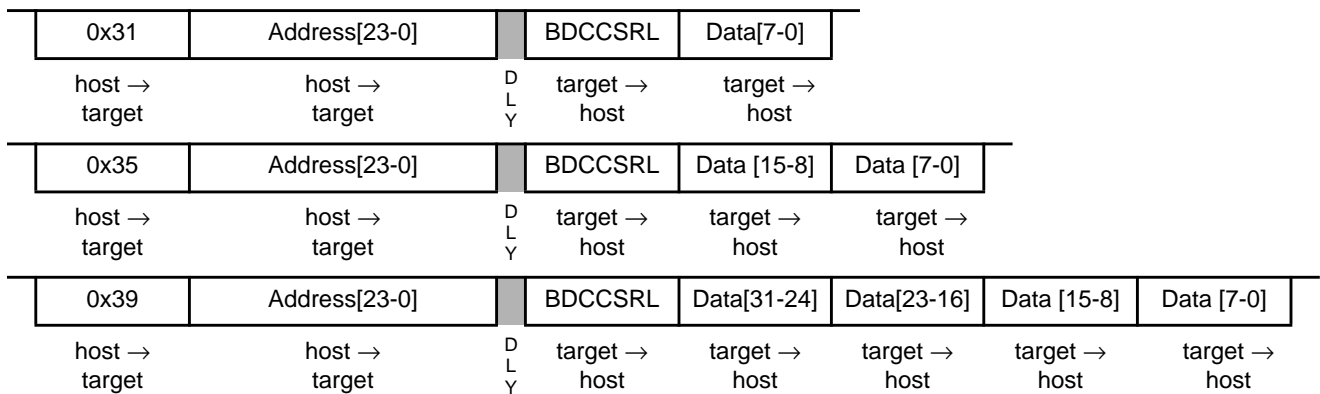 0x31 Address[23-0] BDCCSRL Data[7-0]
host → target host → target D L Y target → host target → host
0x35 Address[23-0] BDCCSRL Data [15-8] Data [7-0]
host → target host → target D L Y target → host target → host target → host
0x39 Address[23-0] BDCCSRL Data[31-24] Data[23-16] Data [15-8] Data [7-0]
host → target host → target D L Y target → host target → host target → host target → host target → host